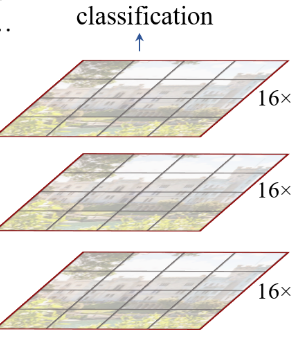 ..
classification
16×
16×
16×